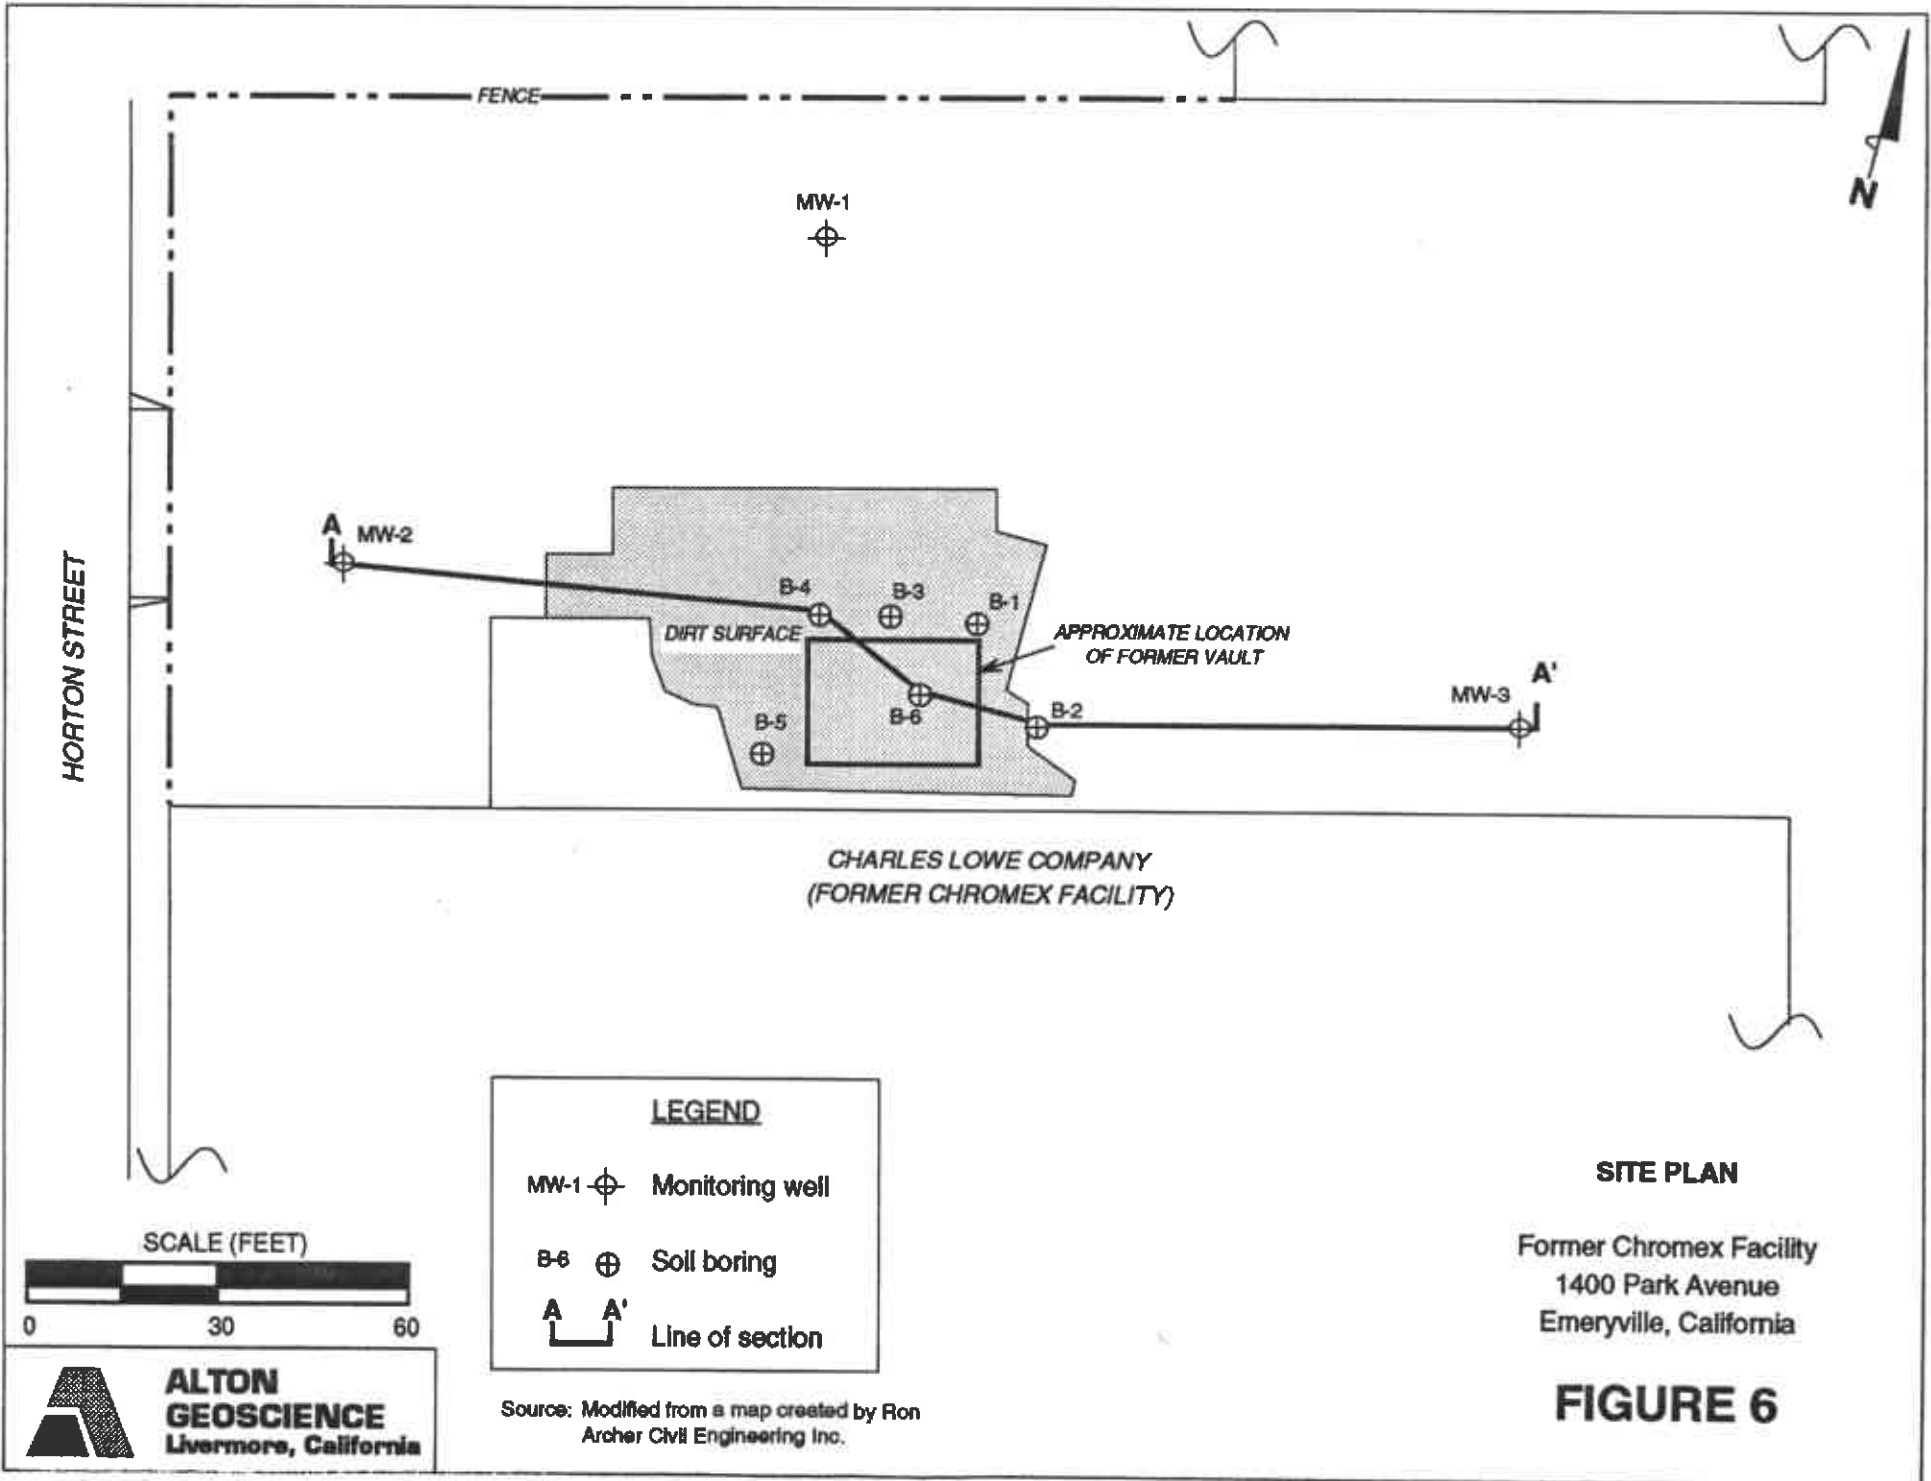 FENCE
N
MW-1
A
MW-2
B-4
B-3
B-1
DIRT SURFACE
APPROXIMATE LOCATION
OF FORMER VAULT
HORTON STREET
B-5
B-6
B-2
MW-3
A'
CHARLES LOWE COMPANY
(FORMER CHROMEX FACILITY)
LEGEND
MW-1 Monitoring well
B-6 Soil boring
A A'
Line of section
SCALE (FEET)
0 30 60
SITE PLAN
Former Chromex Facility
1400 Park Avenue
Emeryville, California
FIGURE 6
ALTON
GEOSCIENCE
Livermore, California
Source: Modified from a map created by Ron
Archer Civil Engineering Inc.